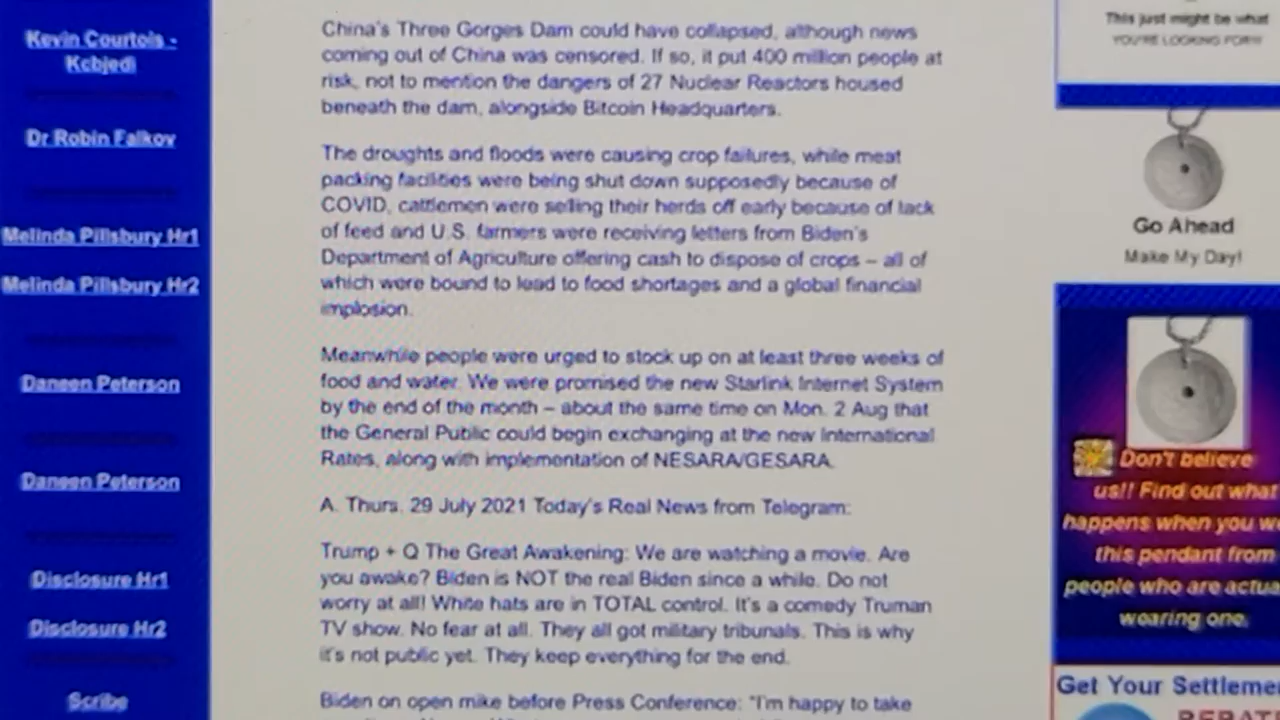 Kevin Courtois -
Kcbjedi
Dr Robin Falkov
Melinda Pillsbury Hr1
Melinda Pillsbury Hr2
Daneen Peterson
Daneen Peterson
Disclosure Hr1
Disclosure Hr2
Scribe
China's Three Gorges Dam could have collapsed, although news
coming out of China was censored. If so, it put 400 million people at
risk, not to mention the dangers of 27 Nuclear Reactors housed
beneath the dam, alongside Bitcoin Headquarters.
The droughts and floods were causing crop failures, while meat
packing facilities were being shut down supposedly because of
COVID, cattlemen were selling their herds off early because of lack
of feed and U.S. farmers were receiving letters from Biden's
Department of Agriculture offering cash to dispose of crops – all of
which were bound to lead to food shortages and a global financial
implosion.
Meanwhile people were urged to stock up on at least three weeks of
food and water. We were promised the new Starlink Internet System
by the end of the month – about the same time on Mon. 2 Aug that
the General Public could begin exchanging at the new International
Rates, along with implementation of NESARA/GESARA.
A. Thurs. 29 July 2021 Today's Real News from Telegram:
Trump + Q The Great Awakening: We are watching a movie. Are
you awake? Biden is NOT the real Biden since a while. Do not
worry at all! White hats are in TOTAL control. It's a comedy Truman
TV show. No fear at all. They all got military tribunals. This is why
it's not public yet. They keep everything for the end.
Biden on open mike before Press Conference: "I'm happy to take
This just might be what
YOU'RE LOOKING FOR!!!
Go Ahead
Make My Day!
Don't believe
us!! Find out what
happens when you we
this pendant from
people who are actua
wearing one.
Get Your Settleme
REBAT